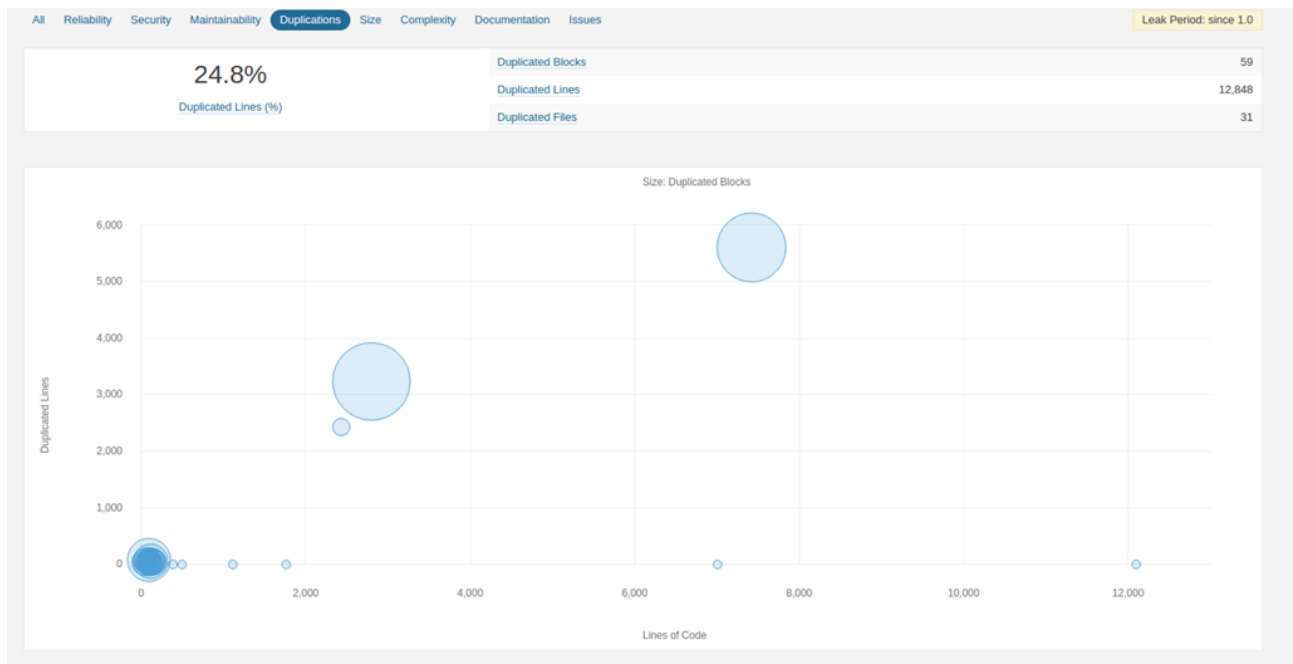 All Reliability Security Maintainability Duplications Size Complexity Documentation Issues Leak Period: since 1.0
24.8%
Duplicated Lines (%)
Duplicated Blocks 59
Duplicated Lines 12,848
Duplicated Files 31
Size: Duplicated Blocks
6,000
5,000
4,000
3,000
2,000
1,000
0
Duplicated Lines
0 2,000 4,000 6,000 8,000 10,000 12,000
Lines of Code